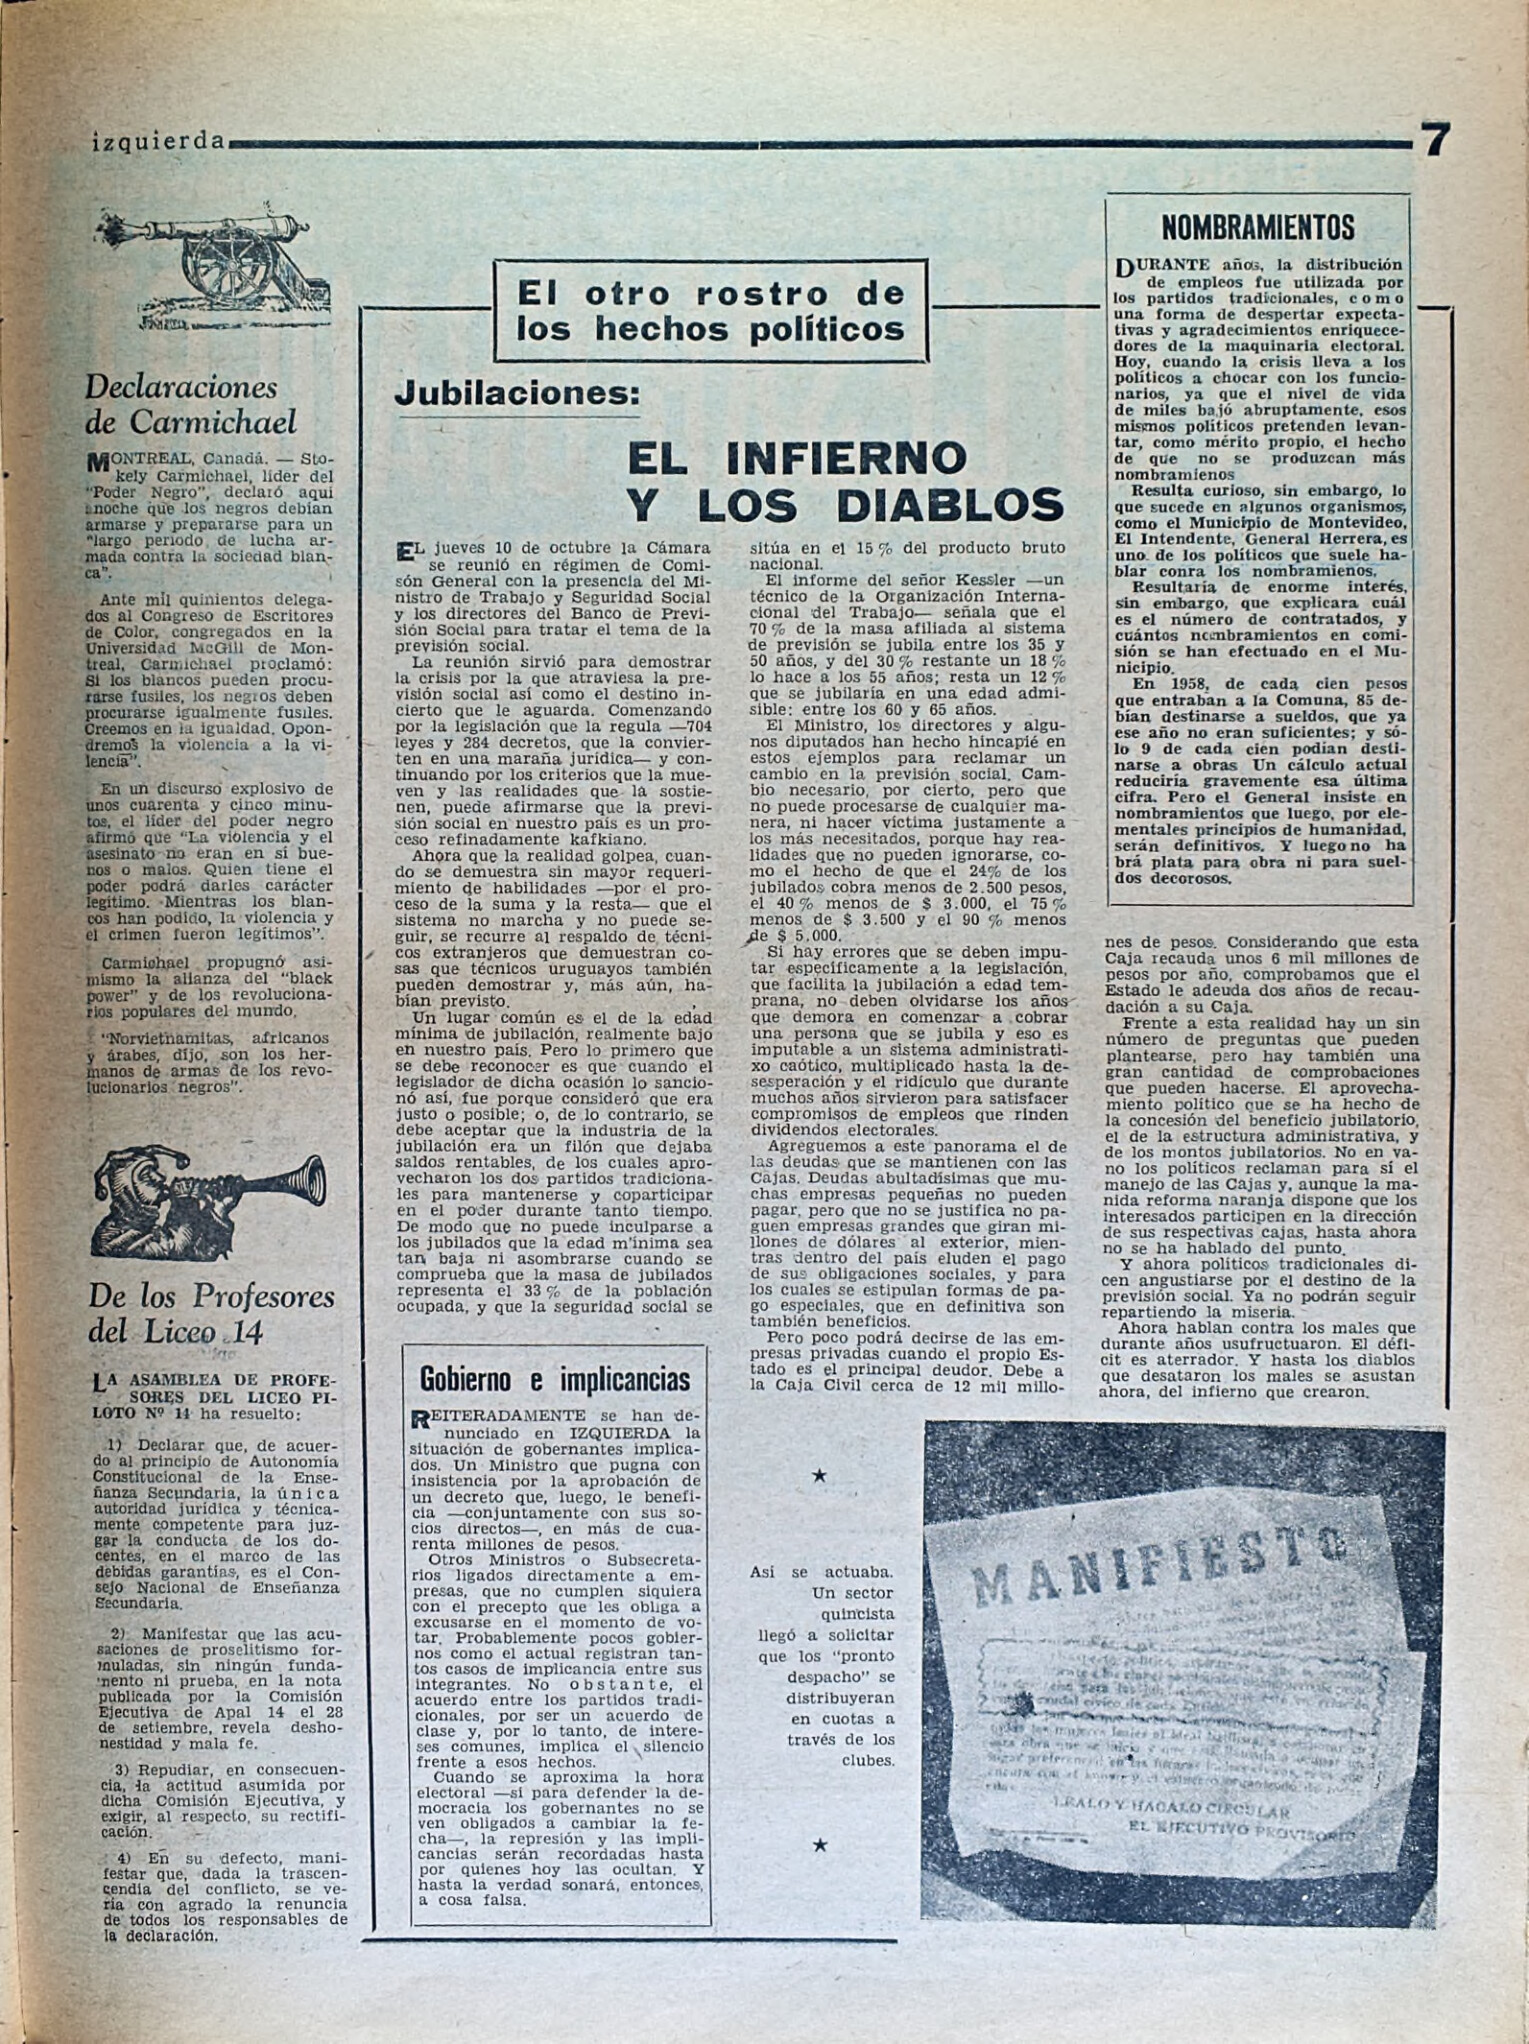 izquierda
7
Declaraciones
de Carmichael
MONTREAL, Canadá. — Sto-
kely Carmichael, líder del
"Poder Negro", declaró aquí
anoche que los negros debían
armarse y prepararse para un
"largo período de lucha ar-
mada contra la sociedad blan-
ca".
Ante mil quinientos delega-
dos al Congreso de Escritores
de Color, congregados en la
Universidad McGill de Mon-
treal, Carmichael proclamó:
Si los blancos pueden procu-
rarse fusiles, los negros deben
procurarse igualmente fusiles.
Creemos en la igualdad. Opon-
dremos la violencia a la vi-
lencia".
En un discurso explosivo de
unos cuarenta y cinco minu-
tos, el líder del poder negro
afirmó que "La violencia y el
asesinato no eran en sí bue-
nos o malos. Quien tiene el
poder podrá darles carácter
legítimo. Mientras los blan-
cos han podido, la violencia y
el crimen fueron legítimos".
Carmichael propugnó asi-
mismo la alianza del "black
power" y de los revoluciona-
rios populares del mundo.
"Norvietnamitas, africanos
y árabes, dijo, son los her-
manos de armas de los revo-
lucionarios negros".
De los Profesores
del Liceo 14
LA ASAMBLEA DE PROFE-
SORES DEL LICEO PI-
LOTO Nº 14 ha resuelto:
1) Declarar que, de acuer-
do al principio de Autonomía
Constitucional de la Ense-
ñanza Secundaria, la única
autoridad jurídica y técnica-
mente competente para juz-
gar la conducta de los do-
centes, en el marco de las
debidas garantías, es el Con-
sejo Nacional de Enseñanza
Secundaria.
2) Manifestar que las acu-
saciones de proselitismo for-
muladas, sin ningún funda-
mento ni prueba, en la nota
publicada por la Comisión
Ejecutiva de Apal 14 el 28
de setiembre, revela desho-
nestidad y mala fe.
3) Repudiar, en consecuen-
cia, la actitud asumida por
dicha Comisión Ejecutiva, y
exigir, al respecto, su rectifi-
cación.
4) En su defecto, mani-
festar que, dada la trascen-
cendia del conflicto, se ve-
ría con agrado la renuncia
de todos los responsables de
la declaración.
El otro rostro de
los hechos políticos
Jubilaciones:
EL INFIERNO
Y LOS DIABLOS
EL jueves 10 de octubre la Cámara
se reunió en régimen de Comi-
són General con la presencia del Mi-
nistro de Trabajo y Seguridad Social
y los directores del Banco de Previ-
sión Social para tratar el tema de la
previsión social.
La reunión sirvió para demostrar
la crisis por la que atraviesa la pre-
visión social así como el destino in-
cierto que le aguarda. Comenzando
por la legislación que la regula —704
leyes y 284 decretos, que la convier-
ten en una maraña jurídica— y con-
tinuando por los criterios que la mue-
ven y las realidades que la sostie-
nen, puede afirmarse que la previ-
sión social en nuestro país es un pro-
ceso refinadamente kafkiano.
Ahora que la realidad golpea, cuan-
do se demuestra sin mayor requeri-
miento de habilidades —por el pro-
ceso de la suma y la resta— que el
sistema no marcha y no puede se-
guir, se recurre al respaldo de técni-
cos extranjeros que demuestran co-
sas que técnicos uruguayos también
pueden demostrar y, más aún, ha-
bían previsto.
Un lugar común es el de la edad
mínima de jubilación, realmente bajo
en nuestro país. Pero lo primero que
se debe reconocer es que cuando el
legislador de dicha ocasión lo sancio-
nó así, fue porque consideró que era
justo o posible; o, de lo contrario, se
debe aceptar que la industria de la
jubilación era un filón que dejaba
saldos rentables, de los cuales apro-
vecharon los dos partidos tradiciona-
les para mantenerse y coparticipar
en el poder durante tanto tiempo.
De modo que no puede inculparse a
los jubilados que la edad m'inima sea
tan baja ni asombrarse cuando se
comprueba que la masa de jubilados
representa el 33 % de la población
ocupada, y que la seguridad social se
sitúa en el 15 % del producto bruto
nacional.
El informe del señor Kessler —un
técnico de la Organización Interna-
cional del Trabajo— señala que el
70 % de la masa afiliada al sistema
de previsión se jubila entre los 35 y
50 años, y del 30 % restante un 18 %
lo hace a los 55 años; resta un 12 %
que se jubilaría en una edad admi-
sible: entre los 60 y 65 años.
El Ministro, los directores y algu-
nos diputados han hecho hincapié en
estos ejemplos para reclamar un
cambio en la previsión social. Cam-
bio necesario, por cierto, pero que
no puede procesarse de cualquier ma-
nera, ni hacer víctima justamente a
los más necesitados, porque hay rea-
lidades que no pueden ignorarse, co-
mo el hecho de que el 24% de los
jubilados cobra menos de 2.500 pesos,
el 40 % menos de $ 3.000, el 75 %
menos de $ 3.500 y el 90 % menos
de $ 5.000.
Si hay errores que se deben impu-
tar específicamente a la legislación,
que facilita la jubilación a edad tem-
prana, no deben olvidarse los años
que demora en comenzar a cobrar
una persona que se jubila y eso es
imputable a un sistema administrati-
xo caótico, multiplicado hasta la de-
sesperación y el ridículo que durante
muchos años sirvieron para satisfacer
compromisos de empleos que rinden
dividendos electorales.
Agreguemos a este panorama el de
las deudas que se mantienen con las
Cajas. Deudas abultadísimas que mu-
chas empresas pequeñas no pueden
pagar, pero que no se justifica no pa-
guen empresas grandes que giran mi-
llones de dólares al exterior, mien-
tras dentro del país eluden el pago
de sus obligaciones sociales, y para
los cuales se estipulan formas de pa-
go especiales, que en definitiva son
también beneficios.
Pero poco podrá decirse de las em-
presas privadas cuando el propio Es-
tado es el principal deudor. Debe a
la Caja Civil cerca de 12 mil millo-
nes de pesos. Considerando que esta
Caja recauda unos 6 mil millones de
pesos por año, comprobamos que el
Estado le adeuda dos años de recau-
dación a su Caja.
Frente a esta realidad hay un sin
número de preguntas que pueden
plantearse, pero hay también una
gran cantidad de comprobaciones
que pueden hacerse. El aprovecha-
miento político que se ha hecho de
la concesión del beneficio jubilatorio,
el de la estructura administrativa, y
de los montos jubilatorios. No en va-
no los políticos reclaman para sí el
manejo de las Cajas y, aunque la ma-
nida reforma naranja dispone que los
interesados participen en la dirección
de sus respectivas cajas, hasta ahora
no se ha hablado del punto.
Y ahora políticos tradicionales di-
cen angustiarse por el destino de la
previsión social. Ya no podrán seguir
repartiendo la miseria.
Ahora hablan contra los males que
durante años usufructuaron. El défi-
cit es aterrador. Y hasta los diablos
que desataron los males se asustan
ahora, del infierno que crearon.
NOMBRAMIENTOS
DURANTE años, la distribución
de empleos fue utilizada por
los partidos tradicionales, como
una forma de despertar expecta-
tivas y agradecimientos enriquece-
dores de la maquinaria electoral.
Hoy, cuando la crisis lleva a los
políticos a chocar con los funcio-
narios, ya que el nivel de vida
de miles bajó abruptamente, esos
mismos políticos pretenden levan-
tar, como mérito propio, el hecho
de que no se produzcan más
nombramienos
Resulta curioso, sin embargo, lo
que sucede en algunos organismos,
como el Municipio de Montevideo,
El Intendente, General Herrera, es
uno de los políticos que suele ha-
blar conra los nombramienos,
Resultaría de enorme interés,
sin embargo, que explicara cuál
es el número de contratados, y
cuántos nombramientos en comi-
sión se han efectuado en el Mu-
nicipio.
En 1958, de cada cien pesos
que entraban a la Comuna, 85 de-
bían destinarse a sueldos, que ya
ese año no eran suficientes; y só-
lo 9 de cada cien podían desti-
narse a obras Un cálculo actual
reduciría gravemente esa última
cifra. Pero el General insiste en
nombramientos que luego, por ele-
mentales principios de humanidad,
serán definitivos. Y luego no ha
brá plata para obra ni para suel-
dos decorosos.
Gobierno e implicancias
REITERADAMENTE se han de-
nunciado en IZQUIERDA la
situación de gobernantes implica-
dos. Un Ministro que pugna con
insistencia por la aprobación de
un decreto que, luego, le benefi-
cia —conjuntamente con sus so-
cios directos—, en más de cua-
renta millones de pesos.
Otros Ministros o Subsecreta-
rios ligados directamente a em-
presas, que no cumplen siquiera
con el precepto que les obliga a
excusarse en el momento de vo-
tar. Probablemente pocos gobier-
nos como el actual registran tan-
tos casos de implicancia entre sus
integrantes. No obstante, el
acuerdo entre los partidos tradi-
cionales, por ser un acuerdo de
clase y, por lo tanto, de intere-
ses comunes, implica el silencio
frente a esos hechos.
Cuando se aproxima la hora
electoral —si para defender la de-
mocracia los gobernantes no se
ven obligados a cambiar la fe-
cha—, la represión y las impli-
cancias serán recordadas hasta
por quienes hoy las ocultan. Y
hasta la verdad sonará, entonces,
a cosa falsa.
Así se actuaba.
Un sector
quincista
llegó a solicitar
que los "pronto
despacho" se
distribuyeran
en cuotas a
través de los
clubes.
MANIFIESTO
LEALO Y HAGALO CIRCULAR
EL EJECUTIVO PROVISORIO